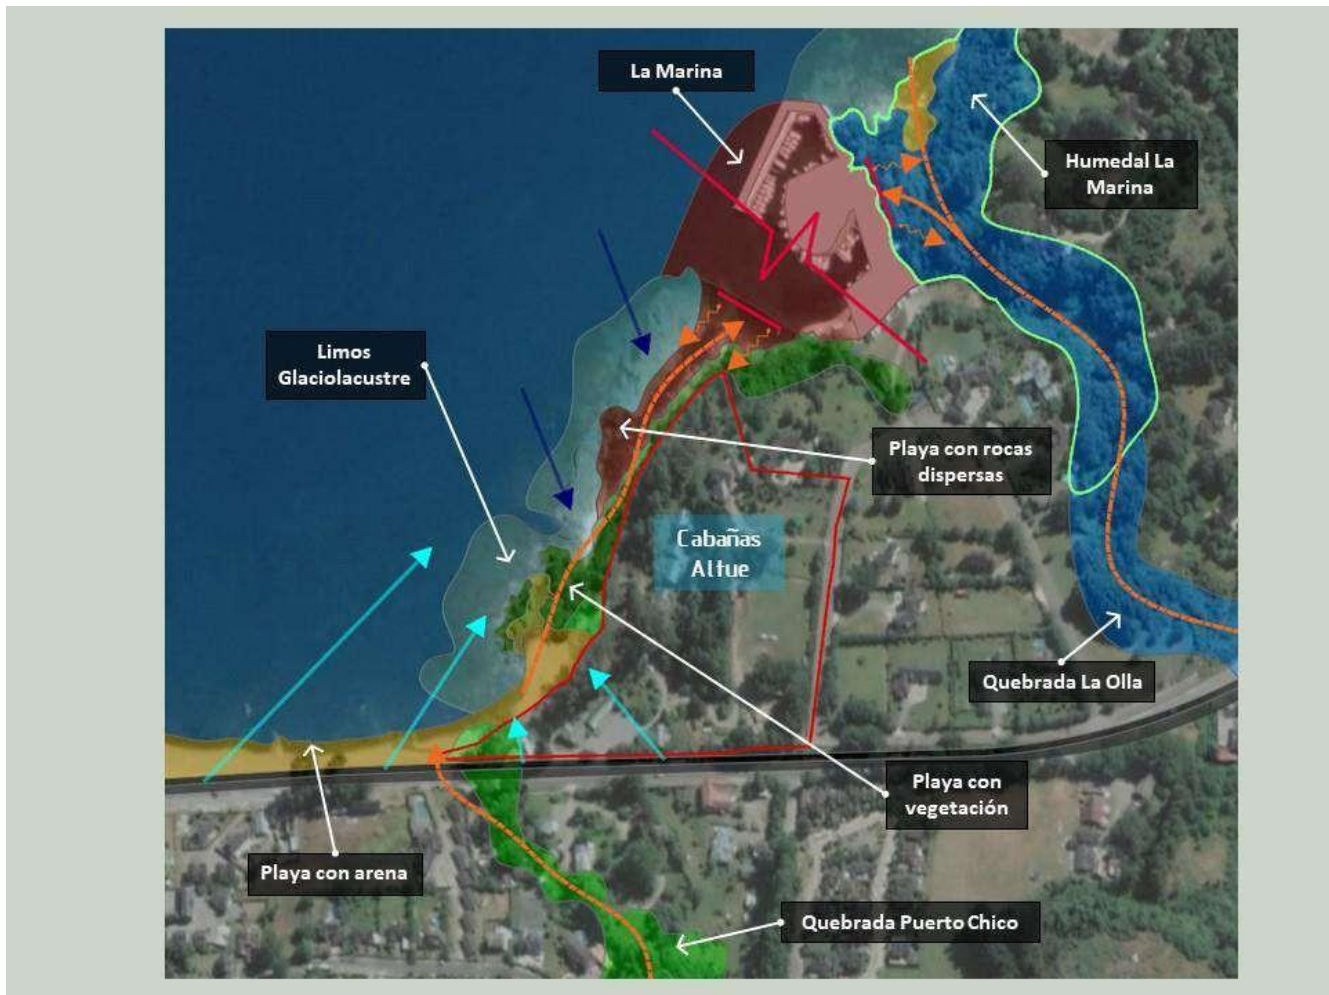 La Marina
Humedal La
Marina
Limos
Glaciolacustre
Playa con rocas
dispersas
Cabañas
Altue
Quebrada La Olla
Playa con
vegetación
Playa con arena
Quebrada Puerto Chico